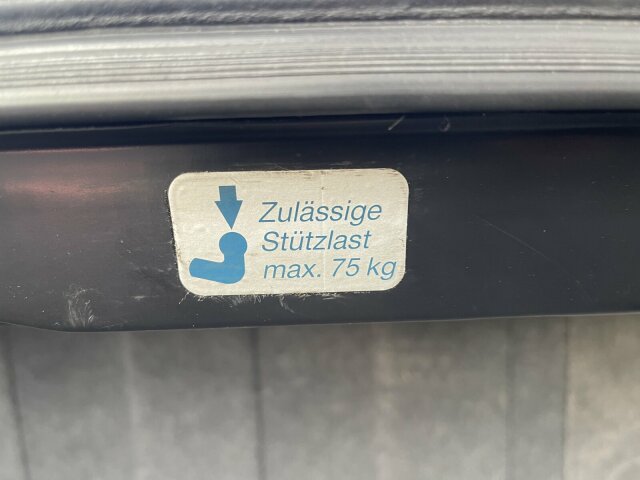 Zulässige
Stützlast
max. 75 kg